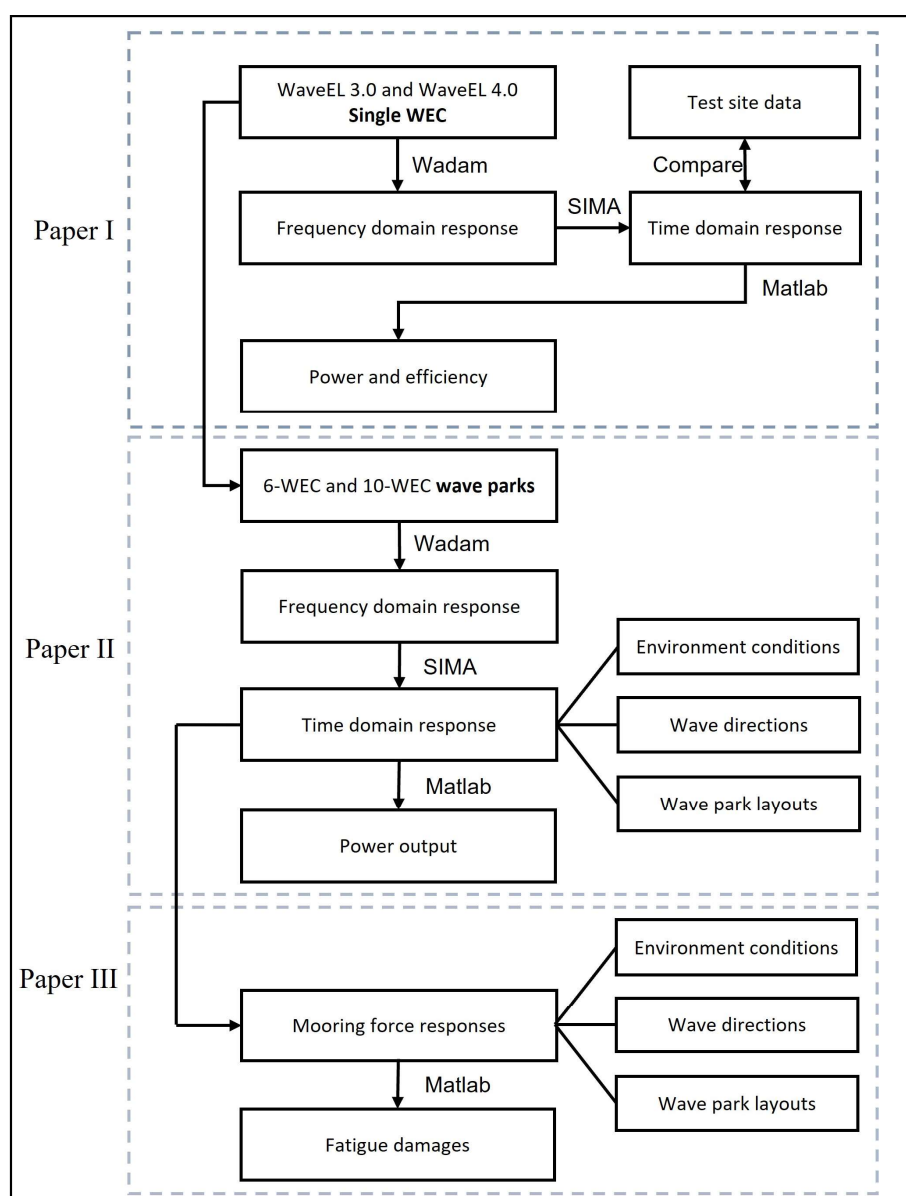 WaveEL 3.0 and WaveEL 4.0
Single WEC
Test site data
Wadam
Compare
Paper I
Frequency domain response
SIMA
Time domain response
Matlab
Power and efficiency
6-WEC and 10-WEC wave parks
Wadam
Frequency domain response
Paper II
SIMA
Environment conditions
Time domain response
Wave directions
Matlab
Wave park layouts
Power output
Paper III
Environment conditions
Mooring force responses
Wave directions
Matlab
Wave park layouts
Fatigue damages